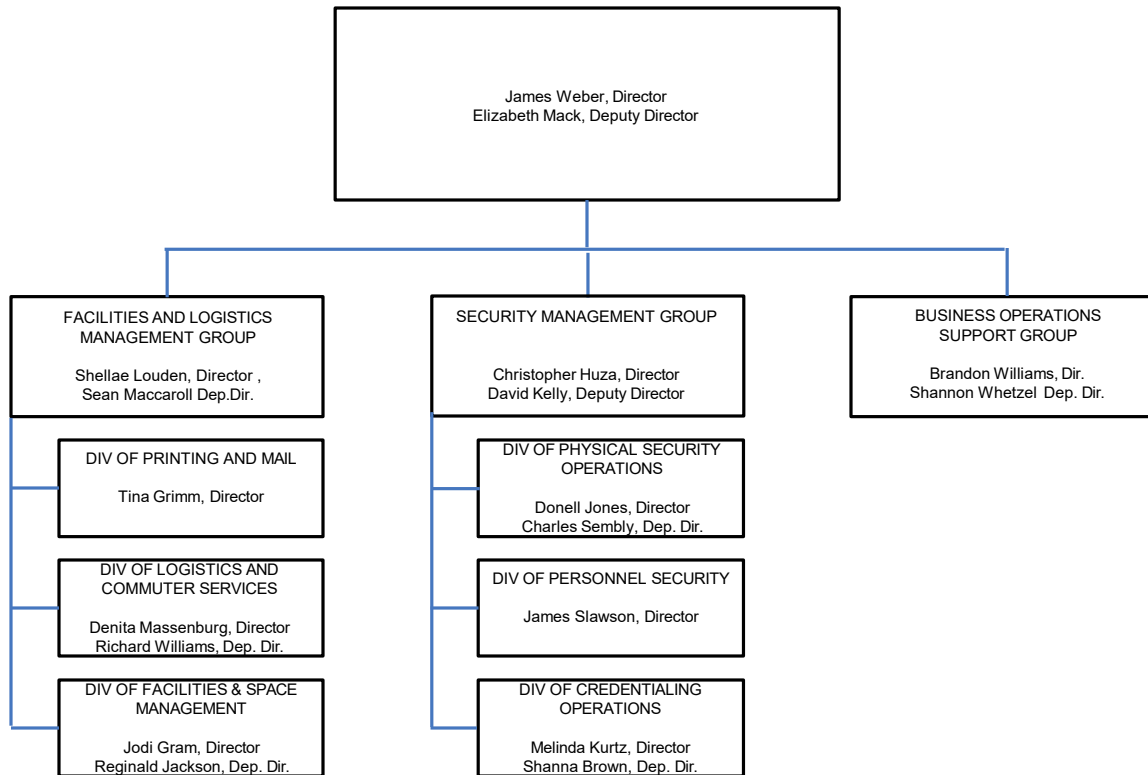 James Weber, Director
Elizabeth Mack, Deputy Director
FACILITIES AND LOGISTICS
MANAGEMENT GROUP
Shellae Louden, Director ,
Sean Maccaroll Dep.Dir.
SECURITY MANAGEMENT GROUP
Christopher Huza, Director
David Kelly, Deputy Director
BUSINESS OPERATIONS
SUPPORT GROUP
Brandon Williams, Dir.
Shannon Whetzel Dep. Dir.
DIV OF PRINTING AND MAIL
Tina Grimm, Director
DIV OF LOGISTICS AND
COMMUTER SERVICES
Denita Massenburg, Director
Richard Williams, Dep. Dir.
DIV OF FACILITIES & SPACE
MANAGEMENT
Jodi Gram, Director
Reginald Jackson, Dep. Dir.
DIV OF PHYSICAL SECURITY
OPERATIONS
Donell Jones, Director
Charles Sembly, Dep. Dir.
DIV OF PERSONNEL SECURITY
James Slawson, Director
DIV OF CREDENTIALING
OPERATIONS
Melinda Kurtz, Director
Shanna Brown, Dep. Dir.